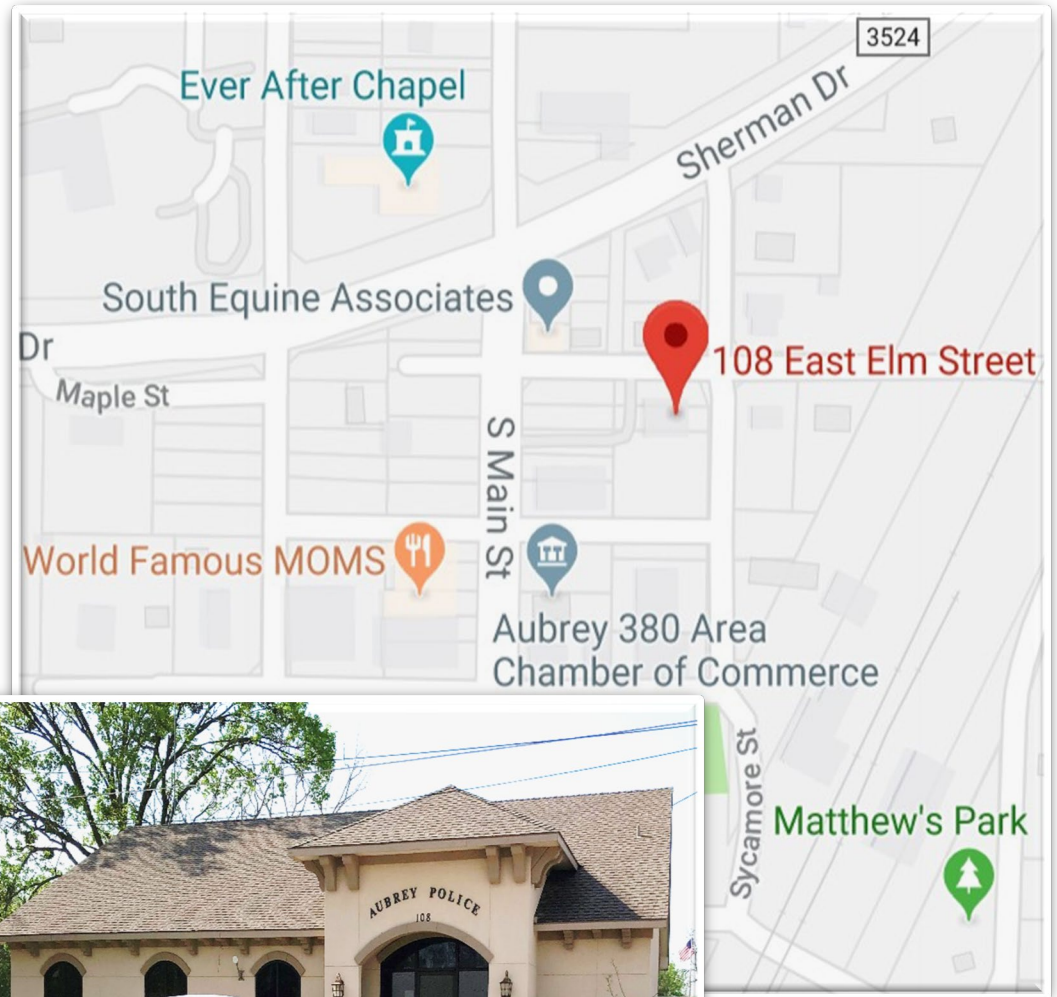 3524
Sherman Dr
Ever After Chapel
South Equine Associates
Dr
Maple St
108 East Elm Street
S Main St
World Famous MOMS
Aubrey 380 Area
Chamber of Commerce
Sycamore St
Matthew's Park
AUBREY POLICE
108